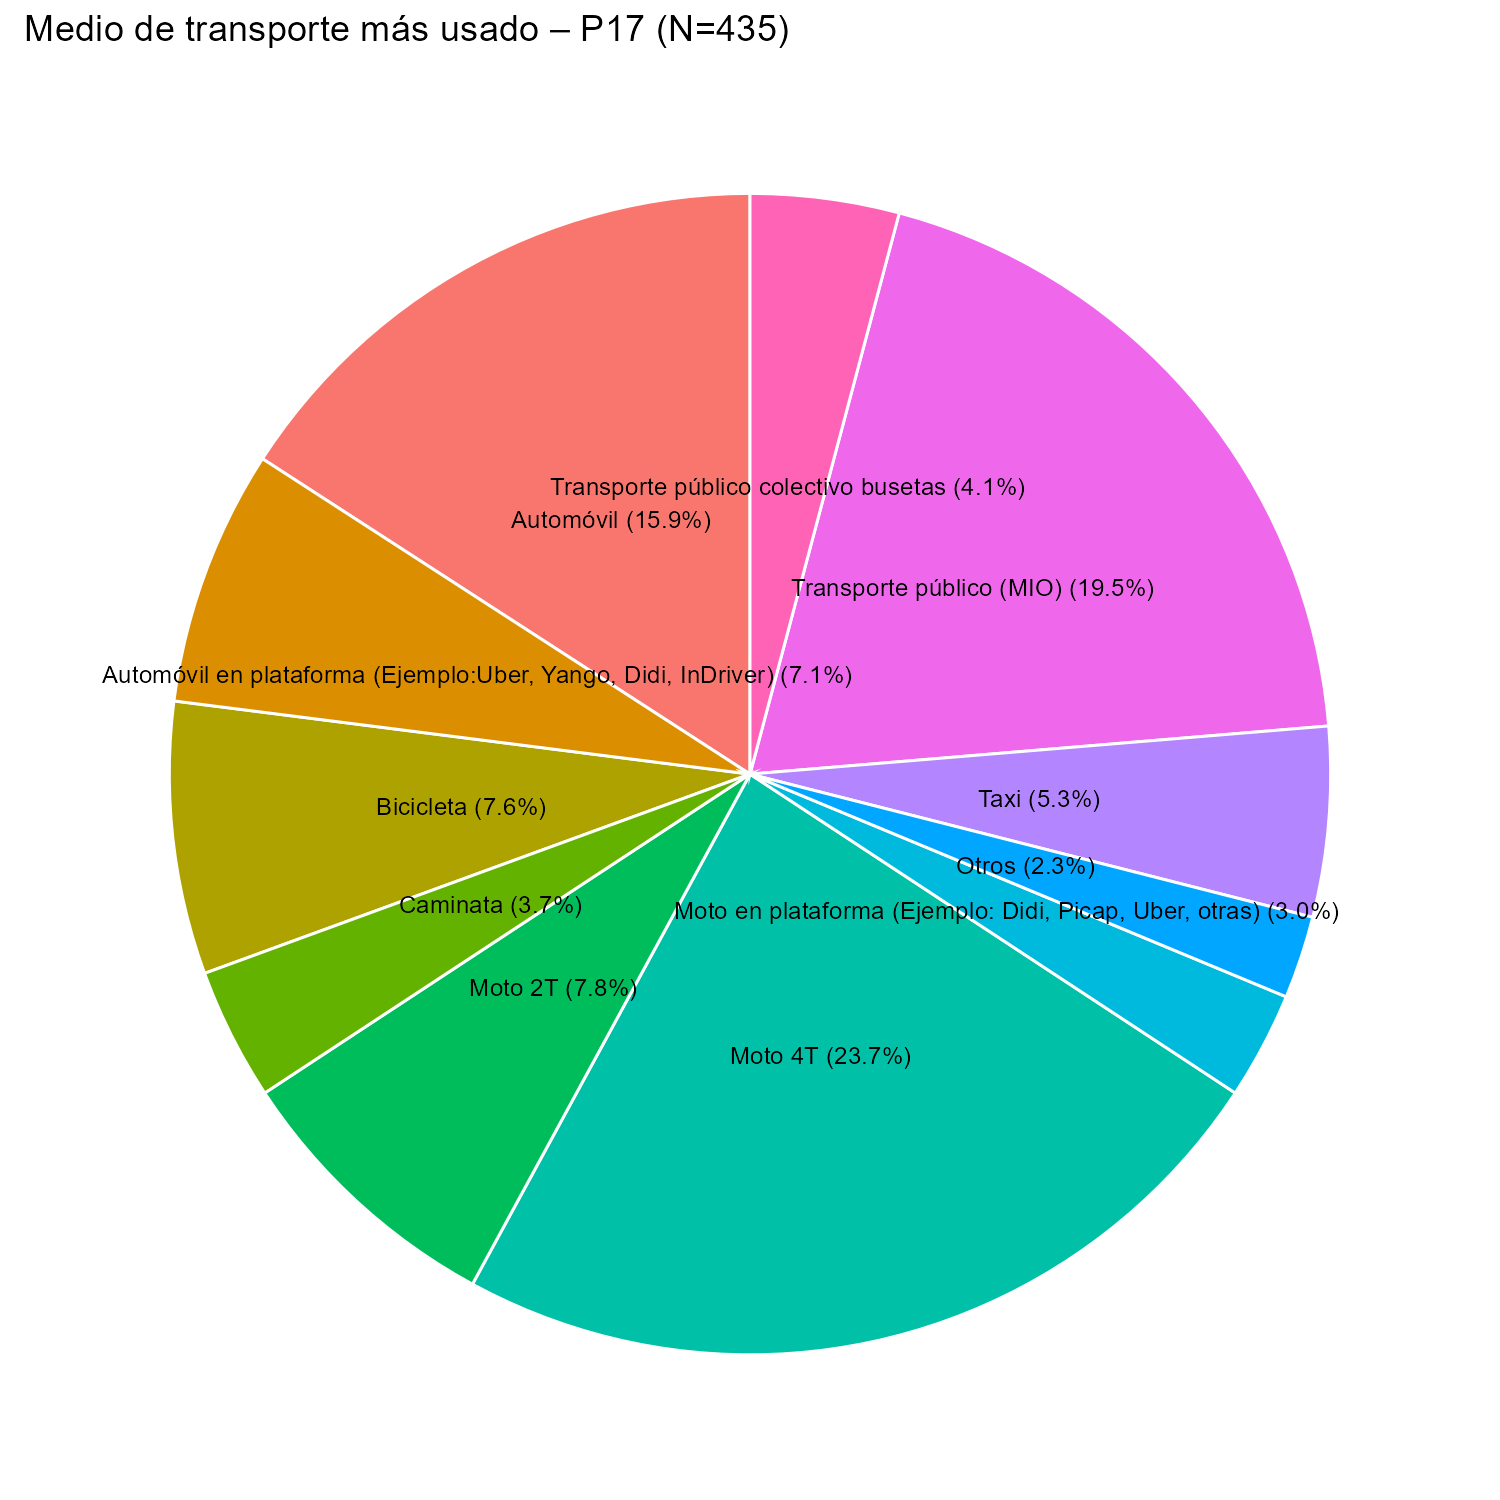 Medio de transporte más usado – P17 (N=435)
Transporte público colectivo busetas (4.1%)
Automóvil (15.9%)
Transporte público (MIO) (19.5%)
Automóvil en plataforma (Ejemplo:Uber, Yango, Didi, InDriver) (7.1%)
Taxi (5.3%)
Bicicleta (7.6%)
Otros (2.3%)
Caminata (3.7%)
Moto en plataforma (Ejemplo: Didi, Picap, Uber, otras) (3.0%)
Moto 2T (7.8%)
Moto 4T (23.7%)